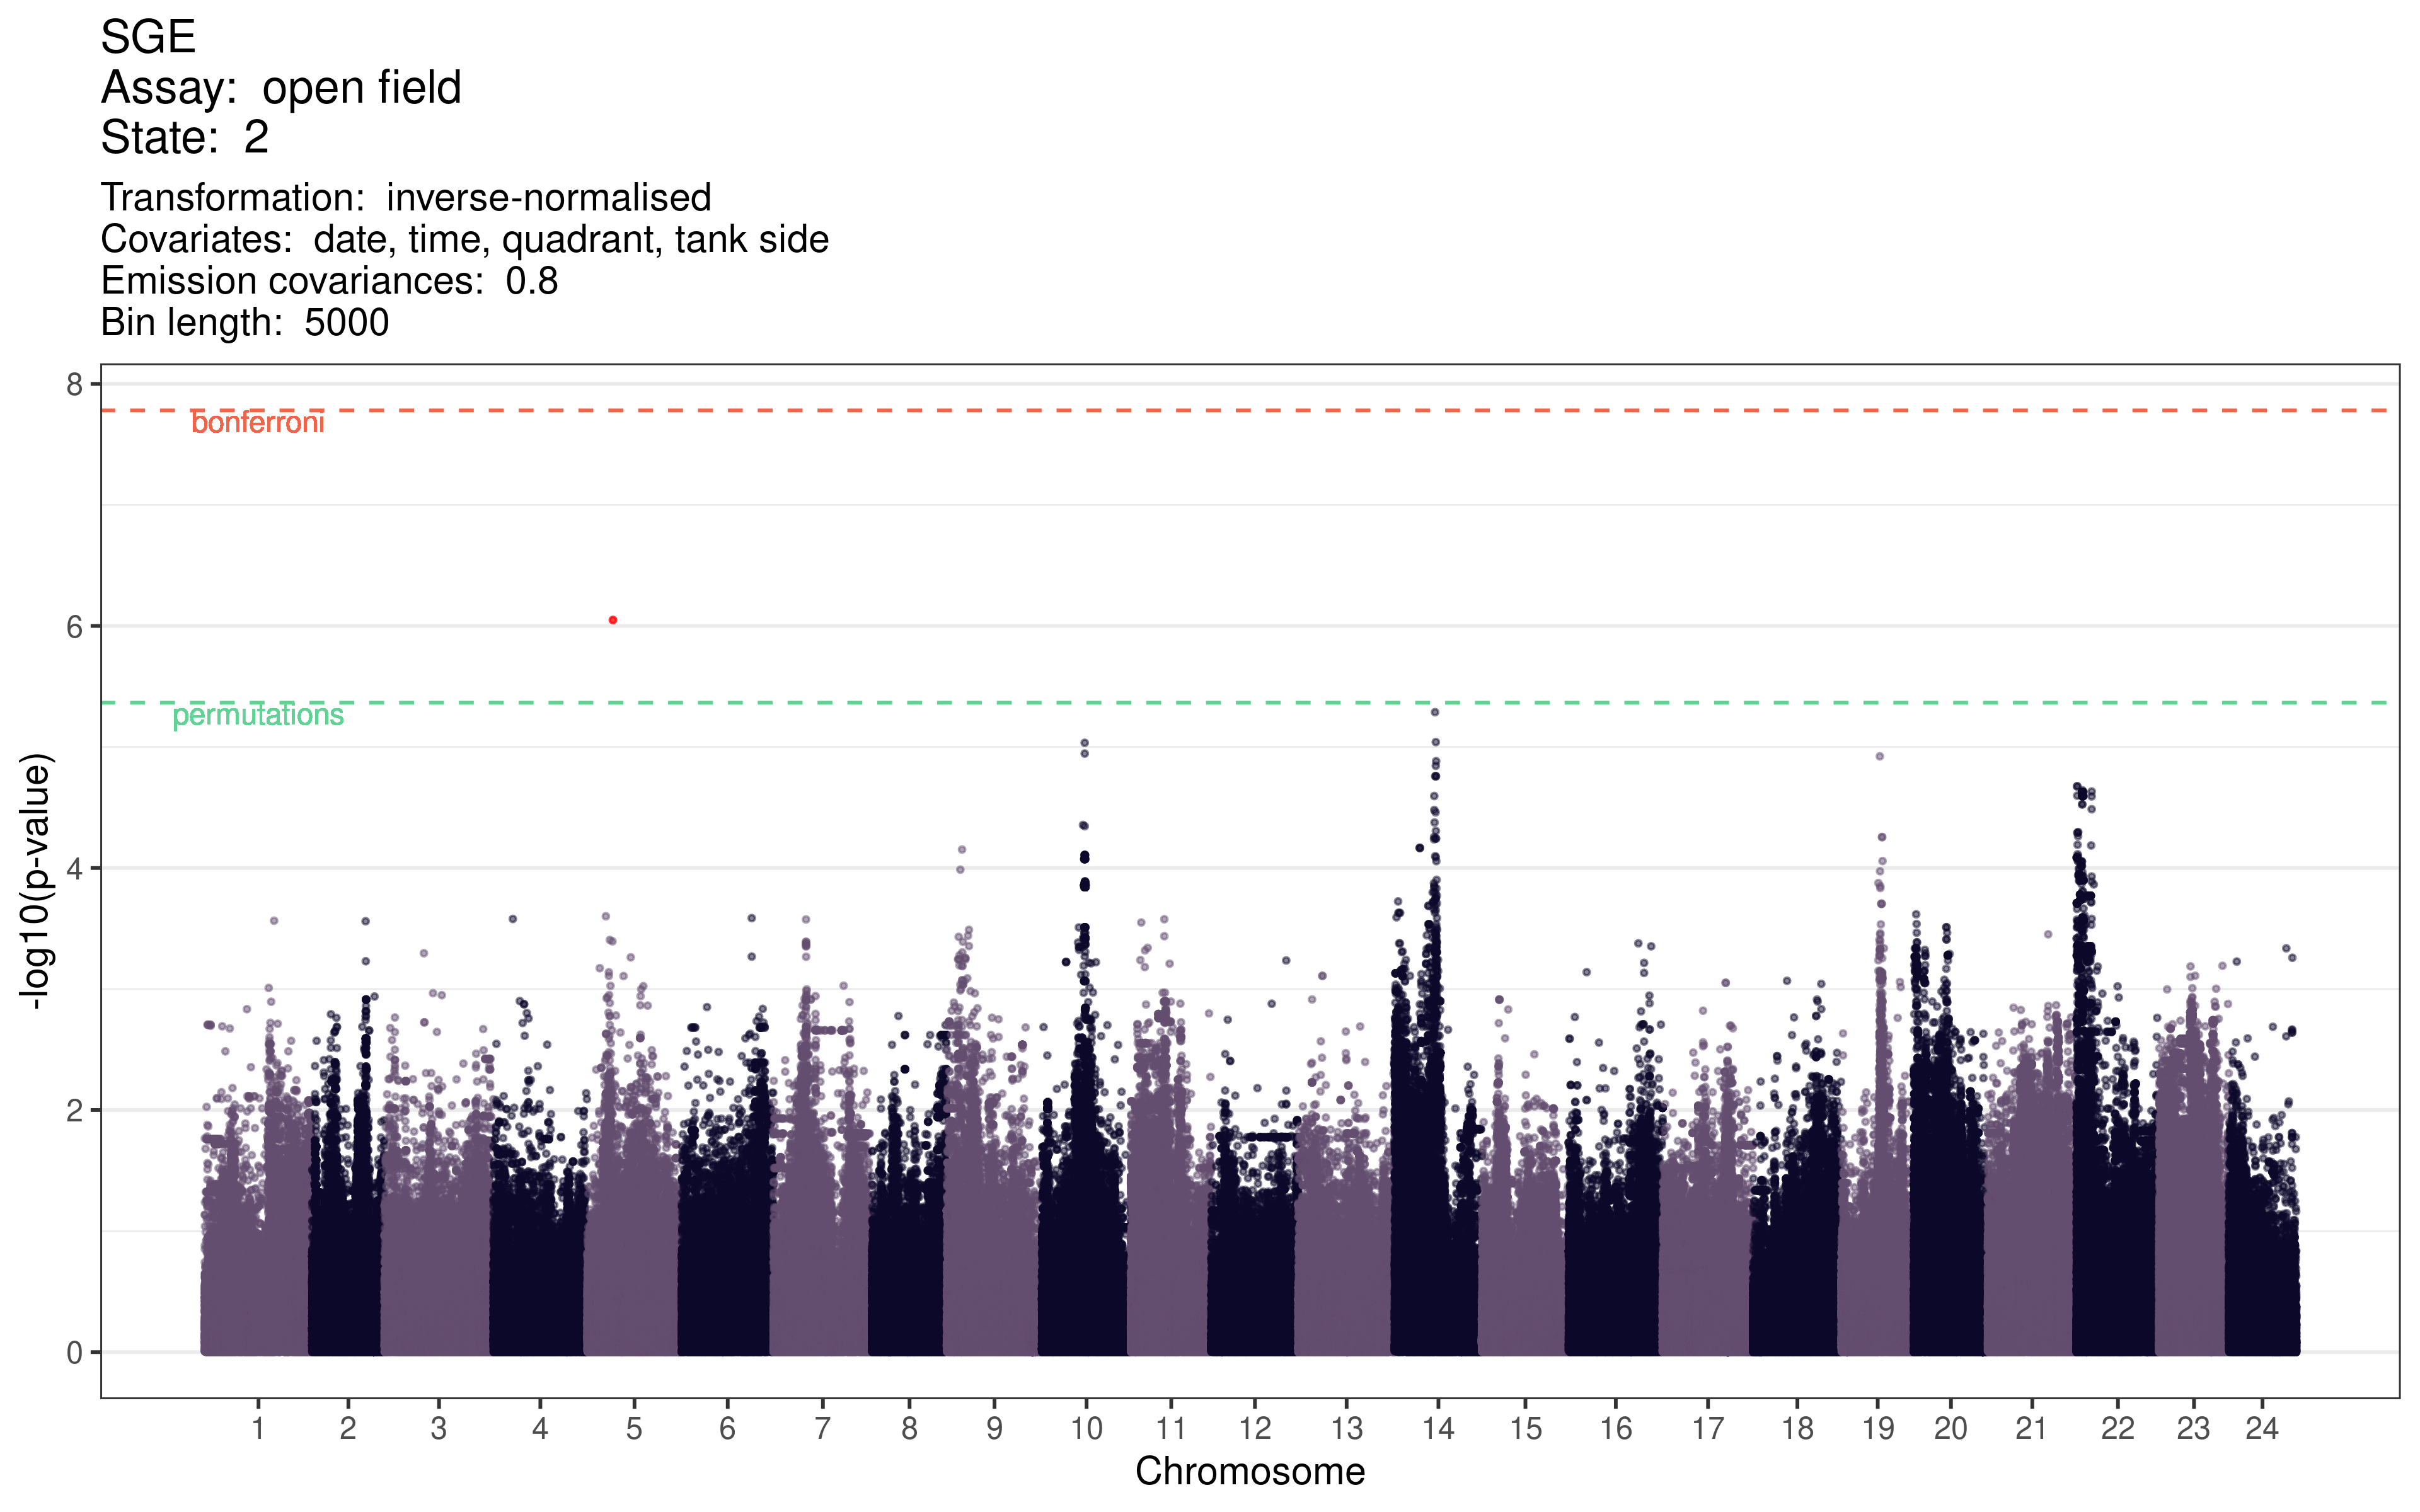 SGE
Assay: open field
State: 2
Transformation: inverse-normalised
Covariates: date, time, quadrant, tank side
Emission covariances: 0.8
Bin length: 5000
8
bonferroni
6
permutations
4
2
0
-log10(p-value)
1 2 3 4 5 6 7 8 9 10 11 12 13 14 15 16 17 18 19 20 21 22 23 24
Chromosome